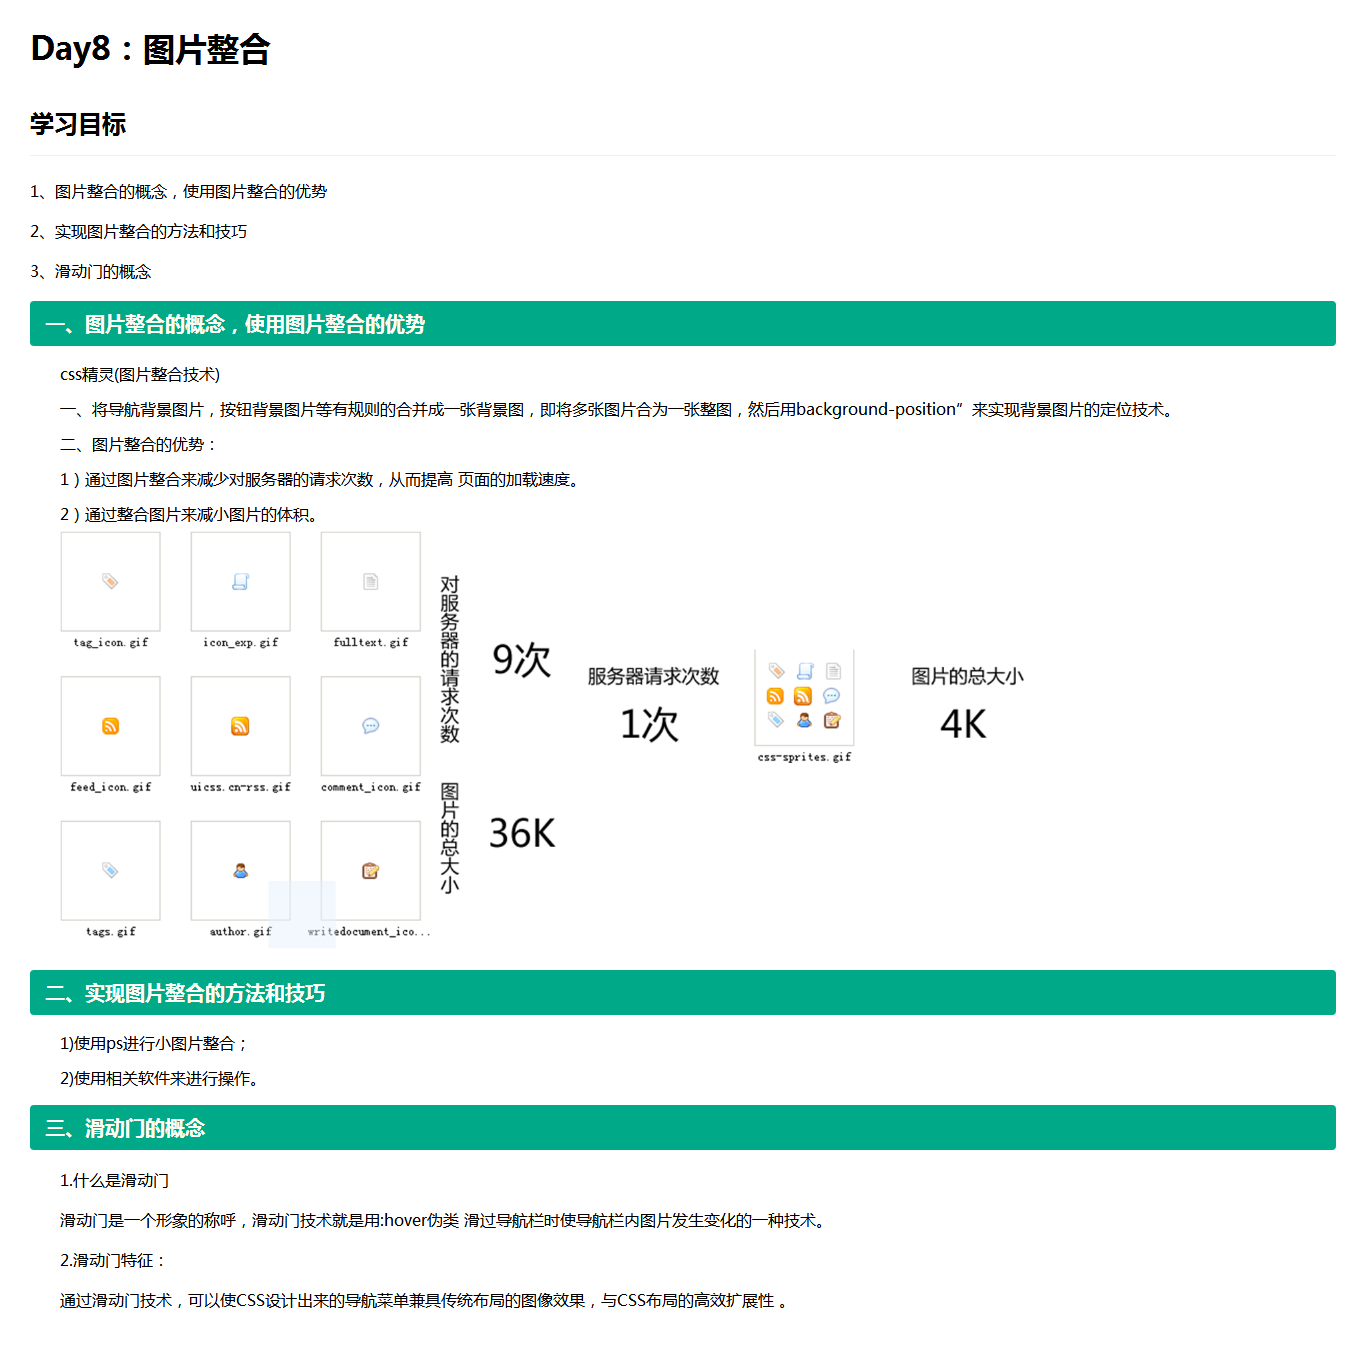 Day8：图片整合
学习目标
1、图片整合的概念，使用图片整合的优势
2、实现图片整合的方法和技巧
3、滑动门的概念
一、图片整合的概念，使用图片整合的优势
css精灵(图片整合技术)
一、将导航背景图片，按钮背景图片等有规则的合并成一张背景图，即将多张图片合为一张整图，然后用background-position”来实现背景图片的定位技术。
二、图片整合的优势：
1）通过图片整合来减少对服务器的请求次数，从而提高 页面的加载速度。
2）通过整合图片来减小图片的体积。
tag_icon.gif
icon_exp.gif
fulltext.gif
feed_icon.gif
uicss.cn-rss.gif
comment_icon.gif
tags.gif
author.gif
writedocument_ico...
对服务器的请求次数
9次
图片的总大小
36K
服务器请求次数
1次
css-sprites.gif
图片的总大小
4K
二、实现图片整合的方法和技巧
1)使用ps进行小图片整合；
2)使用相关软件来进行操作。
三、滑动门的概念
1.什么是滑动门
滑动门是一个形象的称呼，滑动门技术就是用:hover伪类 滑过导航栏时使导航栏内图片发生变化的一种技术。
2.滑动门特征：
通过滑动门技术，可以使CSS设计出来的导航菜单兼具传统布局的图像效果，与CSS布局的高效扩展性 。